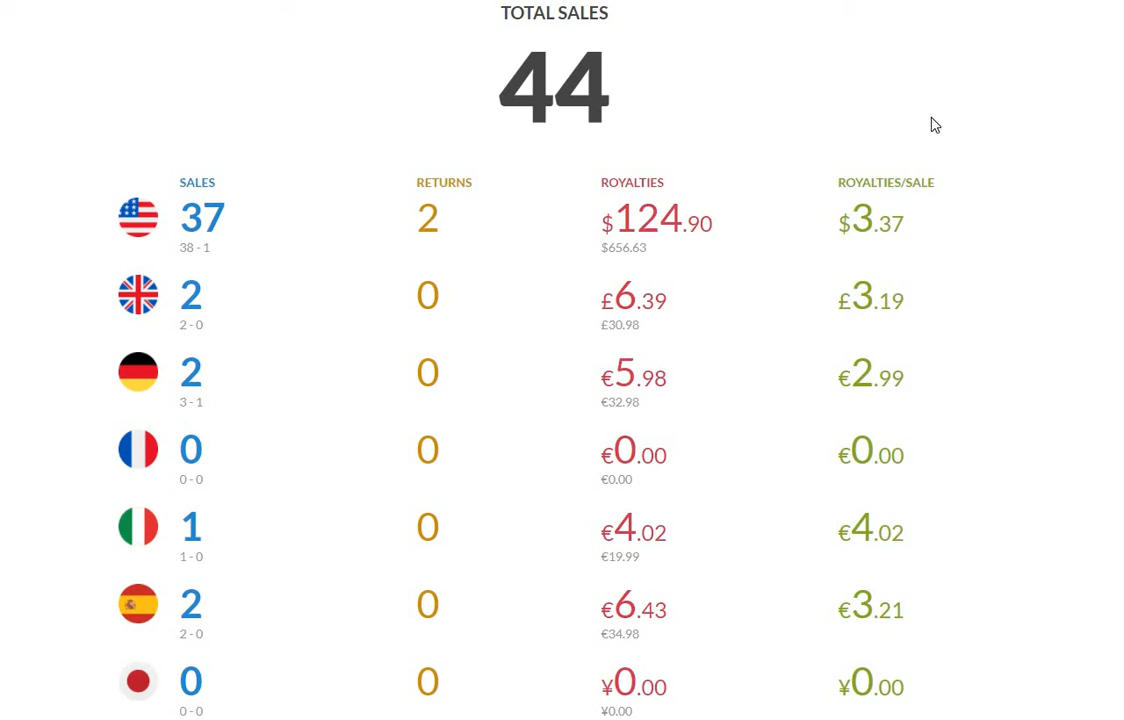 TOTAL SALES
44
SALES RETURNS ROYALTIES ROYALTIES/SALE
37 2 $124.90 $3.37
38 - 1 $656.63
2 0 £6.39 £3.19
2 - 0 £30.98
2 0 €5.98 €2.99
3 - 1 €32.98
0 0 €0.00 €0.00
0 - 0 €0.00
1 0 €4.02 €4.02
1 - 0 €19.99
2 0 €6.43 €3.21
2 - 0 €34.98
0 0 ¥0.00 ¥0.00
0 - 0 ¥0.00